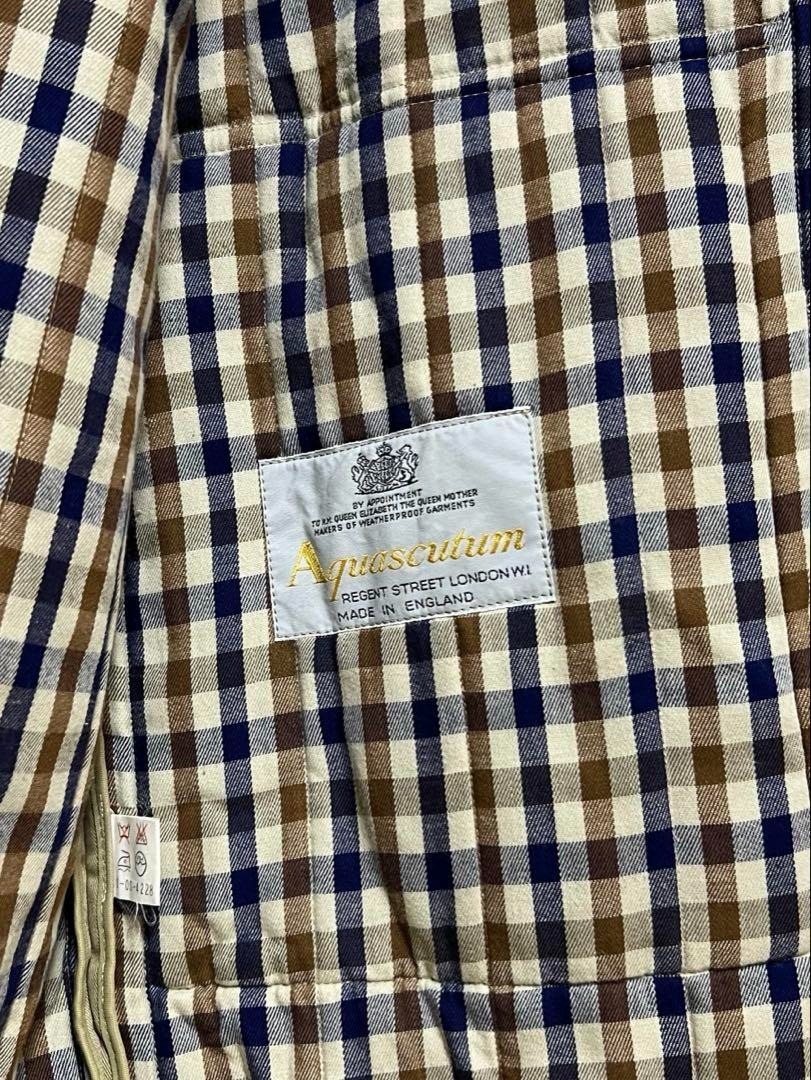 BY APPOINTMENT
TO H.M. QUEEN ELIZABETH THE QUEEN MOTHER
MAKERS OF WEATHERPROOF GARMENTS
Aquascutum
REGENT STREET LONDON W.I.
MADE IN ENGLAND
-4228